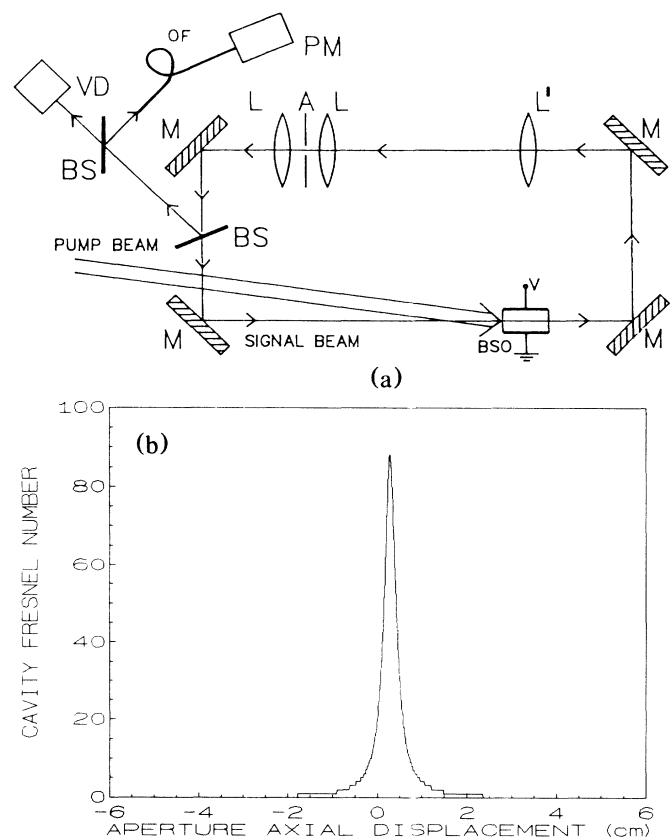 OF
PM
VD
M
L A L
L'
M
BS
BS
PUMP BEAM
V
M
SIGNAL BEAM
BSO
M
(a)
100
(b)
80
60
40
20
0
CAVITY FRESNEL NUMBER
-6 -4 -2 0 2 4 6
APERTURE AXIAL DISPLACEMENT (cm)